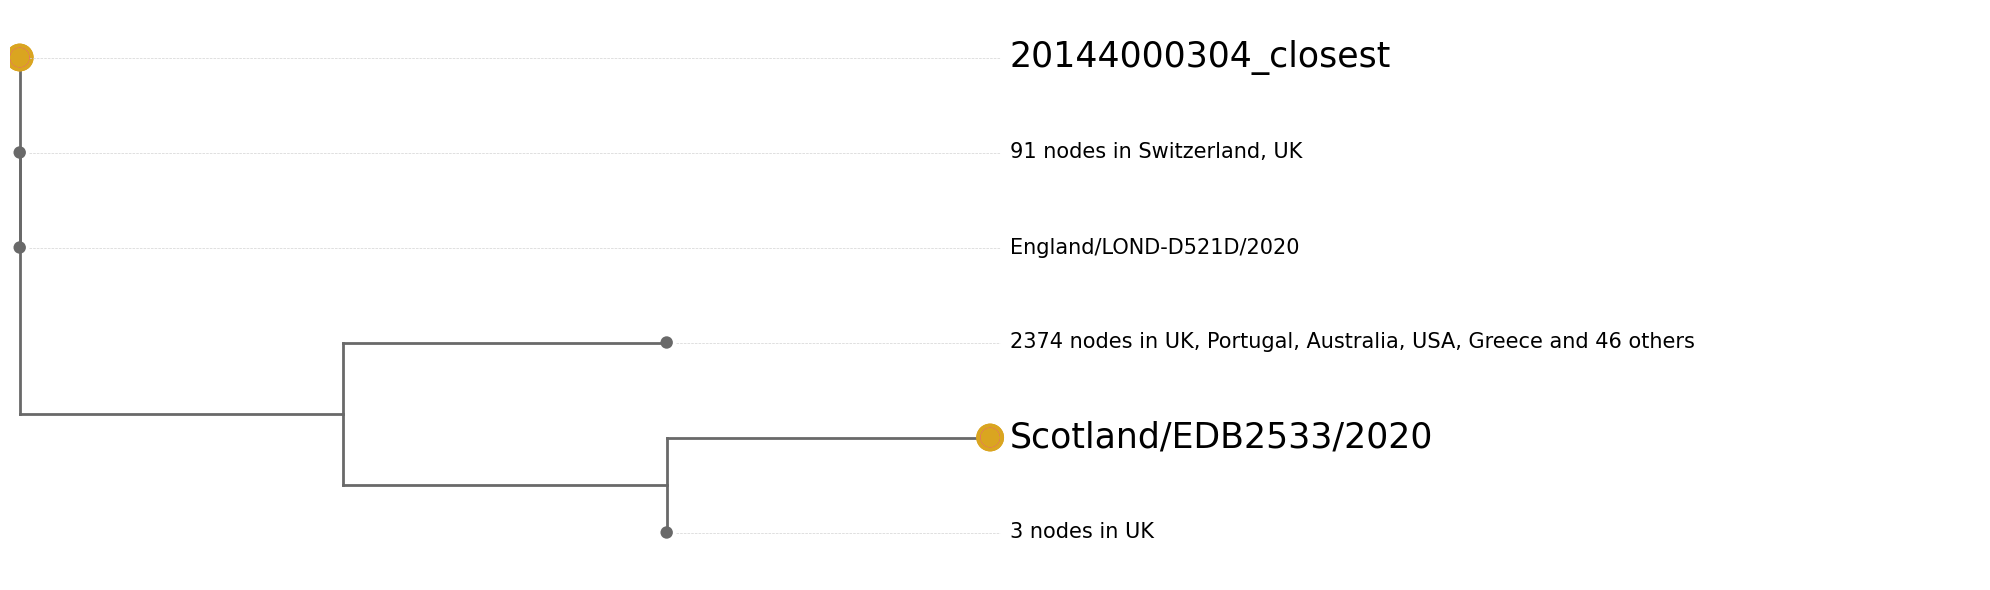 20144000304_closest
91 nodes in Switzerland, UK
England/LOND-D521D/2020
2374 nodes in UK, Portugal, Australia, USA, Greece and 46 others
Scotland/EDB2533/2020
3 nodes in UK